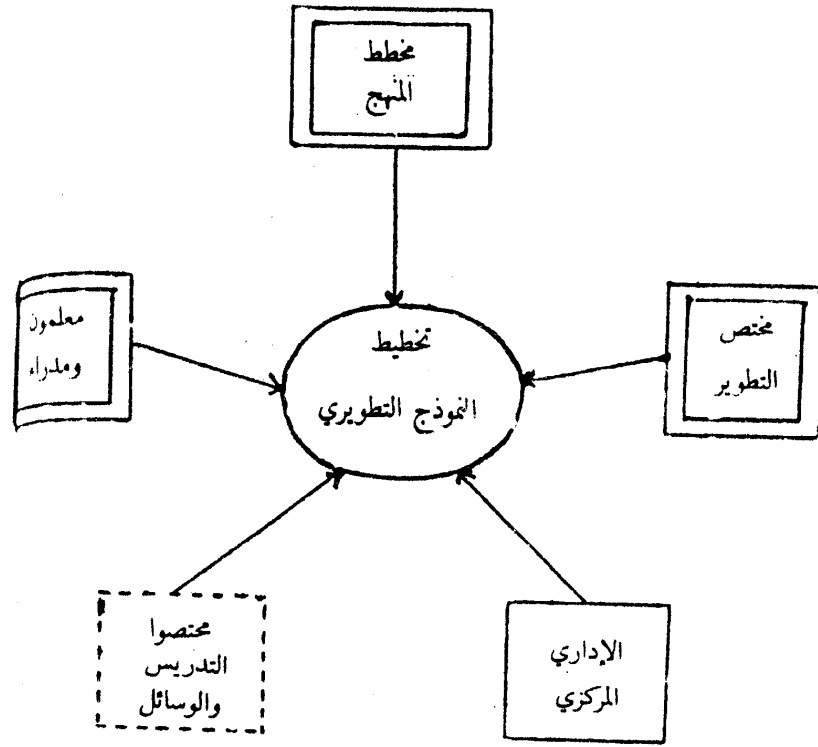 مخطط
المنهج
مختص
التطوير
تخطيط
النموذج التطويري
معلمون
ومدراء
الإداري
المركزي
مختصوا
التدريس
والوسائل